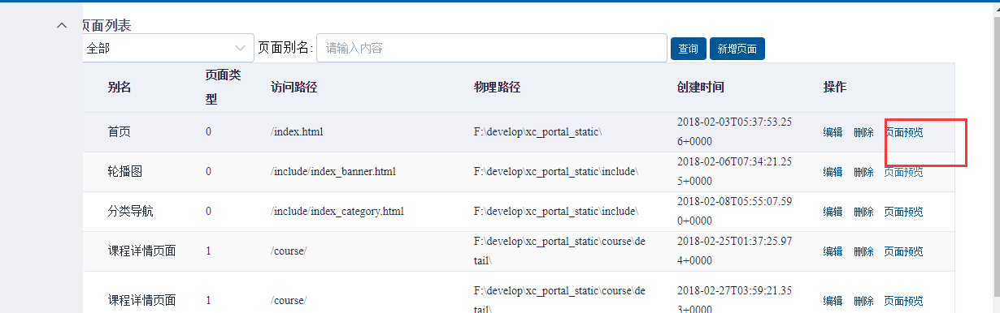 页面列表
全部 页面别名: 请输入内容 查询 新增页面
别名 页面类型 访问路径 物理路径 创建时间 操作
首页 0 /index.html F:\develop\xc_portal_static\ 2018-02-03T05:37:53.256+0000 编辑 删除 页面预览
轮播图 0 /include/index_banner.html F:\develop\xc_portal_static\include\ 2018-02-06T07:34:21.255+0000 编辑 删除 页面预览
分类导航 0 /include/index_category.html F:\develop\xc_portal_static\include\ 2018-02-08T05:55:07.590+0000 编辑 删除 页面预览
课程详情页面 1 /course/ F:\develop\xc_portal_static\course\detail\ 2018-02-25T01:37:25.974+0000 编辑 删除 页面预览
课程详情页面 1 /course/ F:\develop\xc_portal_static\course\detail\ 2018-02-27T03:59:21.353+0000 编辑 删除 页面预览